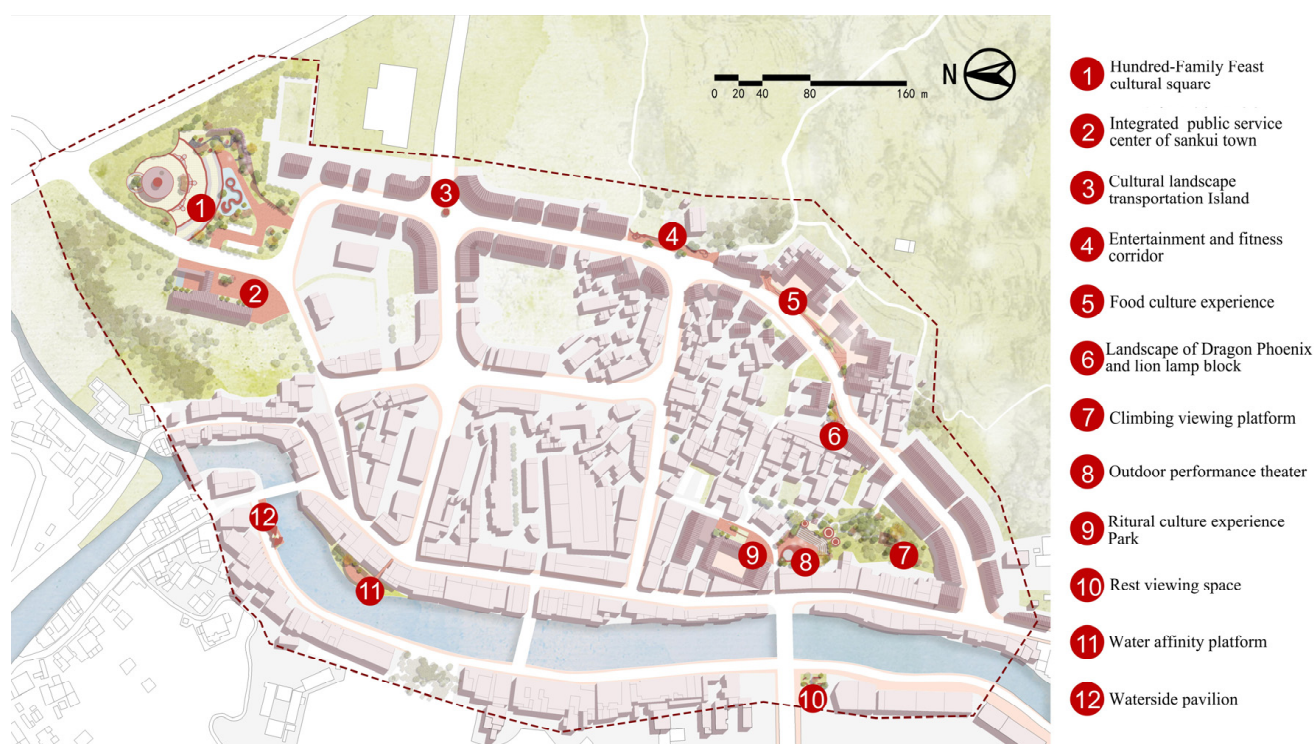 0 20 40 80 160 m
N
1
2
3
4
5
6
7
8
9
10
11
12
1 Hundred-Family Feast
cultural square
2 Integrated public service
center of sankui town
3 Cultural landscape
transportation Island
4 Entertainment and fitness
corridor
5 Food culture experience
6 Landscape of Dragon Phoenix
and lion lamp block
7 Climbing viewing platform
8 Outdoor performance theater
9 Ritural culture experience
Park
10 Rest viewing space
11 Water affinity platform
12 Waterside pavilion